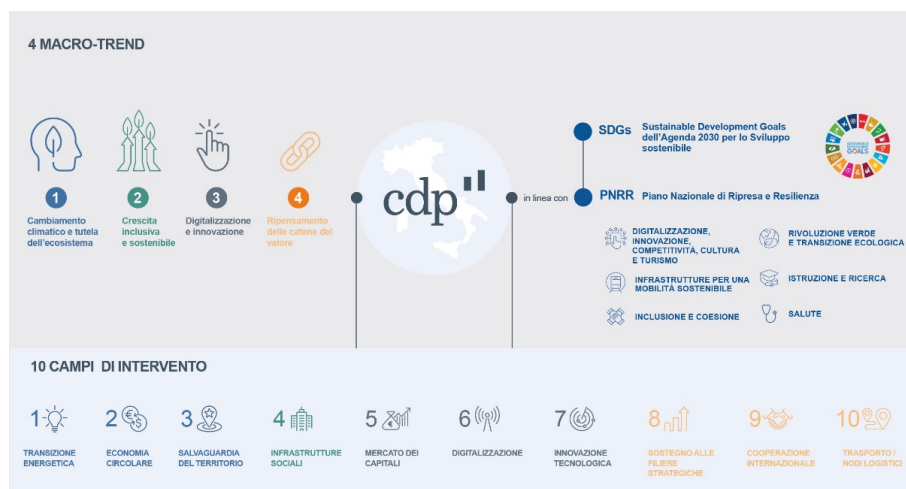 4 MACRO-TREND
1
Cambiamento
climatico e tutela
dell'ecosistema
2
Crescita
inclusiva
e sostenibile
3
Digitalizzazione
e innovazione
4
Ripensamento
delle catene del
valore
cdp
in linea con
SDGs
Sustainable Development Goals
dell'Agenda 2030 per lo Sviluppo
sostenibile
GOALS
PNRR
Piano Nazionale di Ripresa e Resilienza
DIGITALIZZAZIONE,
INNOVAZIONE,
COMPETITIVITÀ, CULTURA
E TURISMO
RIVOLUZIONE VERDE
E TRANSIZIONE ECOLOGICA
INFRASTRUTTURE PER UNA
MOBILITÀ SOSTENIBILE
ISTRUZIONE E RICERCA
INCLUSIONE E COESIONE
SALUTE
10 CAMPI DI INTERVENTO
1
TRANSIZIONE
ENERGETICA
2
ECONOMIA
CIRCOLARE
3
SALVAGUARDIA
DEL TERRITORIO
4
INFRASTRUTTURE
SOCIALI
5
MERCATO DEI
CAPITALI
6
DIGITALIZZAZIONE
7
INNOVAZIONE
TECNOLOGICA
8
SOSTEGNO ALLE
FILIERE
STRATEGICHE
9
COOPERAZIONE
INTERNAZIONALE
10
TRASPORTO /
NODI LOGISTICI